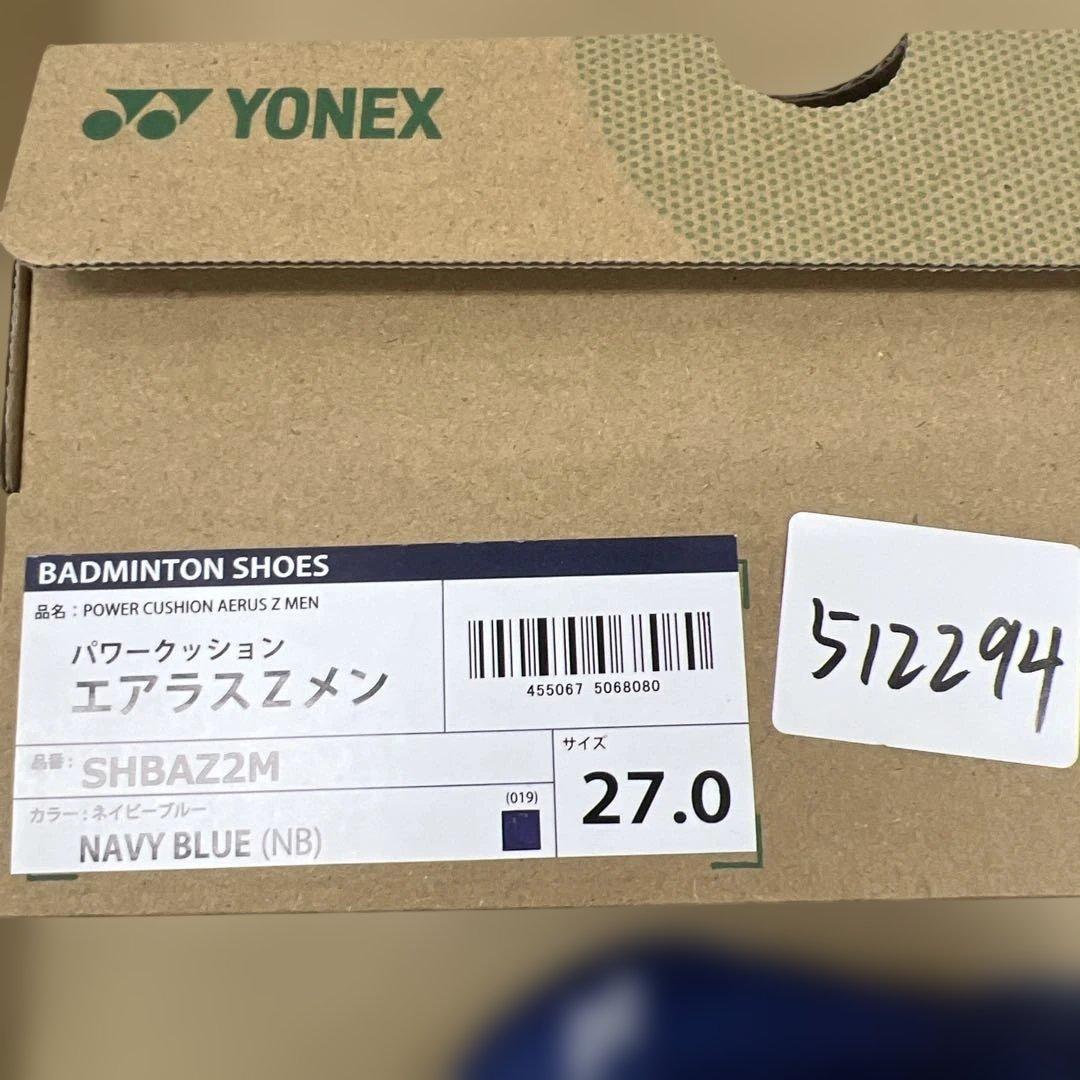 YONEX
BADMINTON SHOES
品名：POWER CUSHION AERUS Z MEN
パワークッション
エアラスZメン
455067 5068080
品番：SHBAZ2M
カラー：ネイビーブルー
(019)
NAVY BLUE (NB)
サイズ
27.0
512294